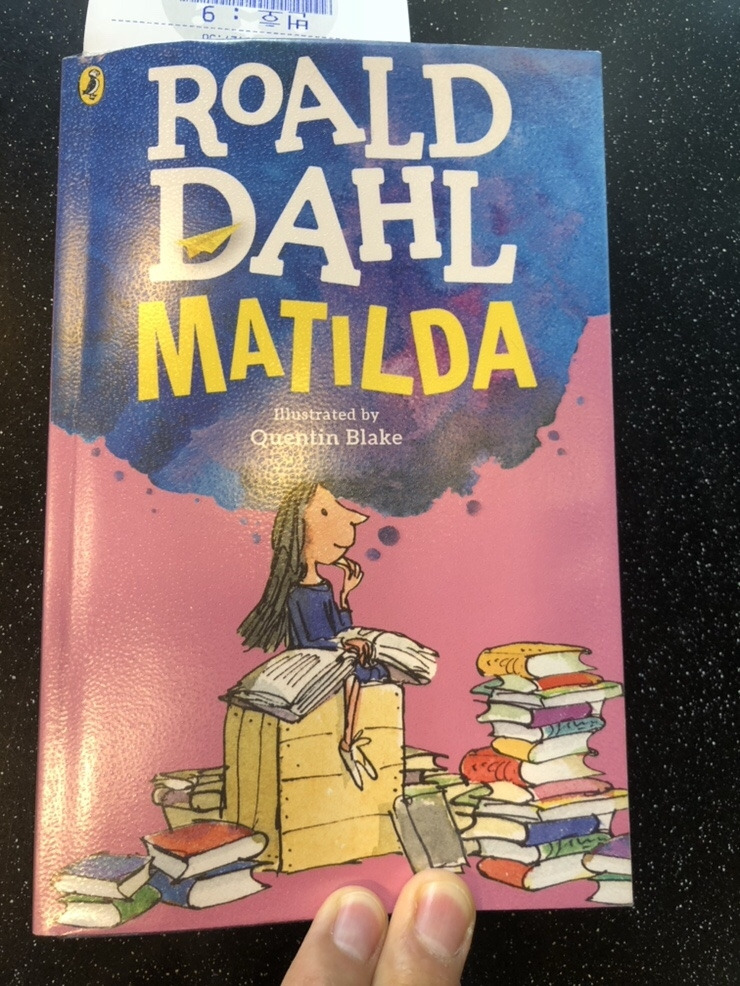 ROALD
DAHL
MATILDA
Illustrated by
Quentin Blake